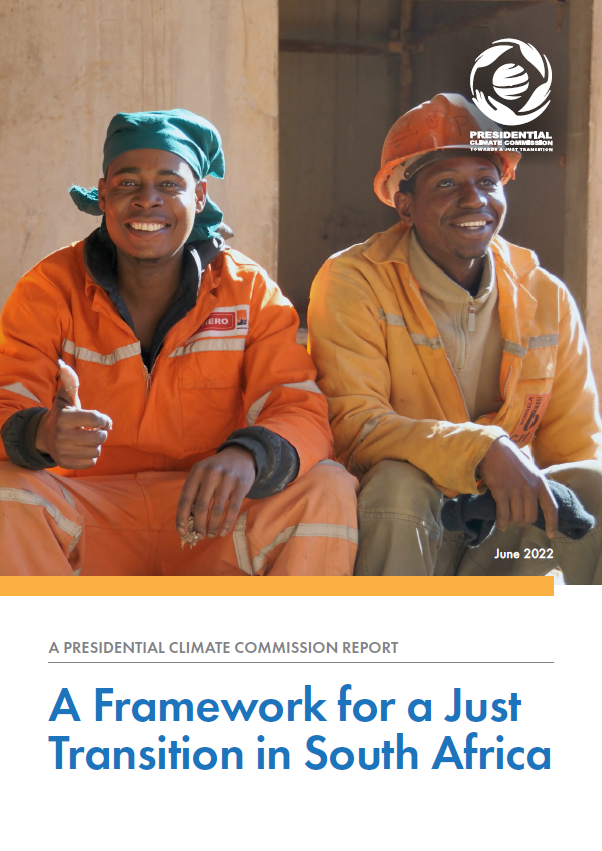 PRESIDENTIAL
CLIMATE COMMISSION
TOWARDS A JUST TRANSITION
June 2022
A PRESIDENTIAL CLIMATE COMMISSION REPORT
A Framework for a Just
Transition in South Africa